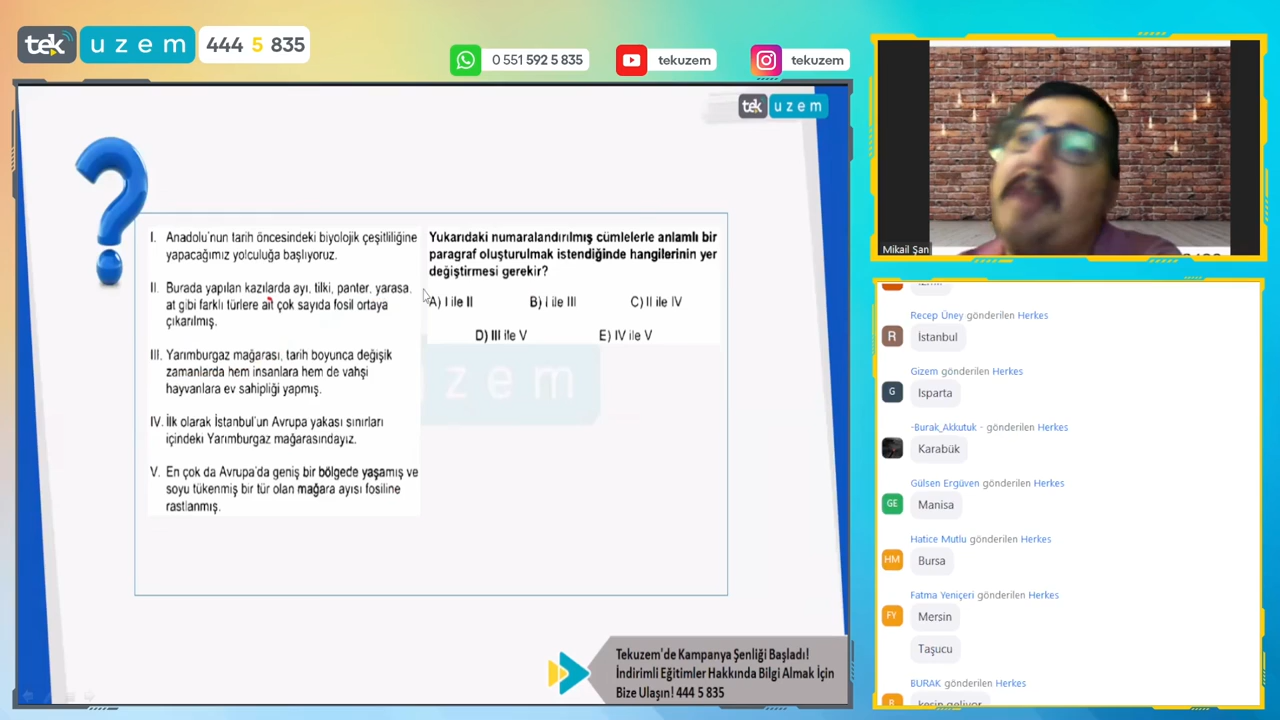 tek uzem 444 5 835
0 551 592 5 835
tekuzem
tekuzem
tek uzem
I. Anadolu'nun tarih öncesindeki biyolojik çeşitliliğine
yapacağımız yolculuğa başlıyoruz.
II. Burada yapılan kazılarda ayı, tilki, panter, yarasa,
at gibi farklı türlere ait çok sayıda fosil ortaya
çıkarılmış.
III. Yarımburgaz mağarası, tarih boyunca değişik
zamanlarda hem insanlara hem de vahşi
hayvanlara ev sahipliği yapmış.
IV. İlk olarak İstanbul'un Avrupa yakası sınırları
içindeki Yarımburgaz mağarasındayız.
V. En çok da Avrupa'da geniş bir bölgede yaşamış ve
soyu tükenmiş bir tür olan mağara ayısı fosiline
rastlanmış.
Yukarıdaki numaralandırılmış cümlelerle anlamlı bir
paragraf oluşturulmak istendiğinde hangilerinin yer
değiştirmesi gerekir?
A) I ile II B) I ile III C) II ile IV
D) III ile V E) IV ile V
zem
Tekuzem'de Kampanya Şenliği Başladı!
İndirimli Eğitimler Hakkında Bilgi Almak İçin
Bize Ulaşın! 444 5 835
Mikail Şan
Recep Üney gönderilen Herkes
R
İstanbul
Gizem gönderilen Herkes
G
Isparta
-Burak_Akkutuk - gönderilen Herkes
Karabük
Gülsen Ergüven gönderilen Herkes
GE
Manisa
Hatice Mutlu gönderilen Herkes
HM
Bursa
Fatma Yeniçeri gönderilen Herkes
FY
Mersin
Taşucu
BURAK gönderilen Herkes
kesin geliyor